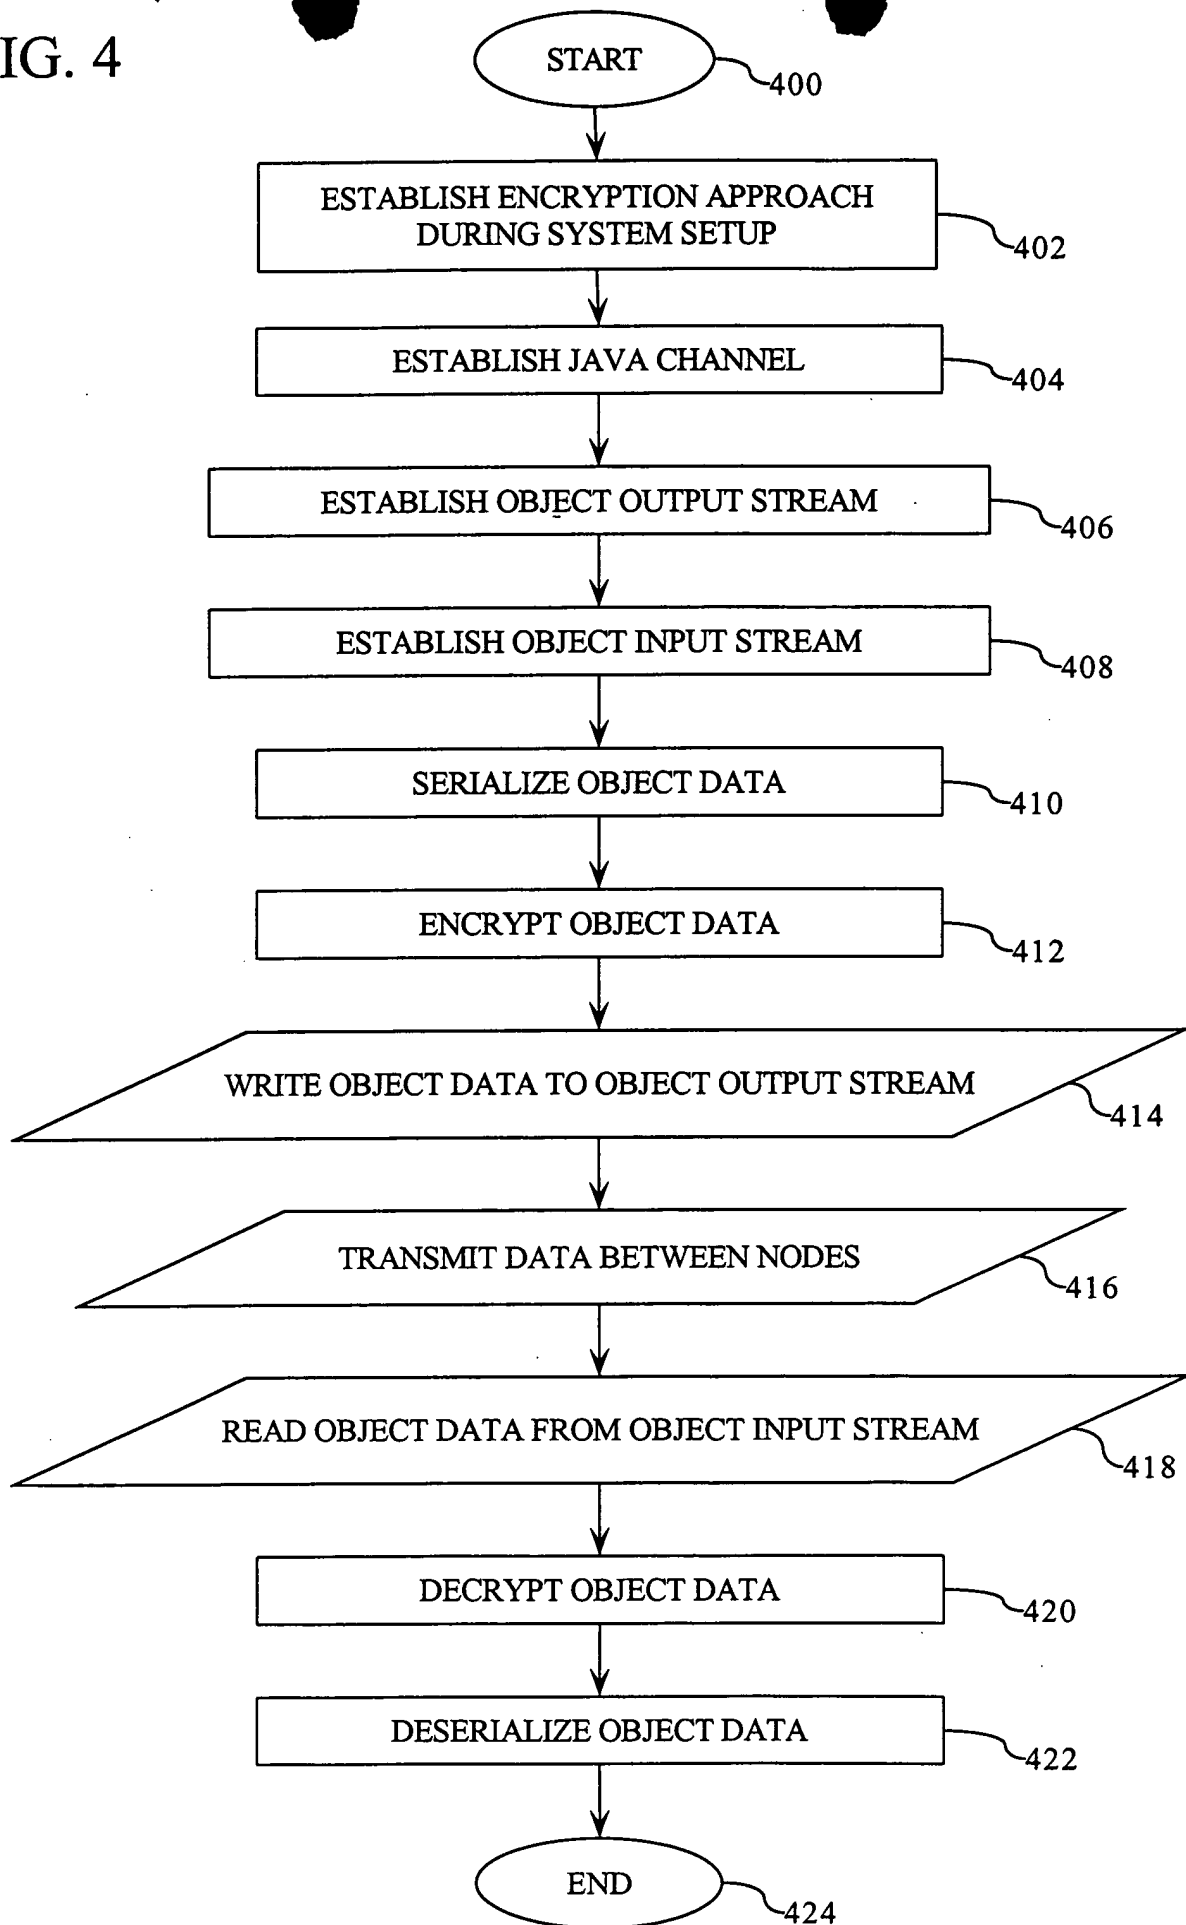 IG. 4
START
400
ESTABLISH ENCRYPTION APPROACH
DURING SYSTEM SETUP
402
ESTABLISH JAVA CHANNEL
404
ESTABLISH OBJECT OUTPUT STREAM
406
ESTABLISH OBJECT INPUT STREAM
408
SERIALIZE OBJECT DATA
410
ENCRYPT OBJECT DATA
412
WRITE OBJECT DATA TO OBJECT OUTPUT STREAM
414
TRANSMIT DATA BETWEEN NODES
416
READ OBJECT DATA FROM OBJECT INPUT STREAM
418
DECRYPT OBJECT DATA
420
DESERIALIZE OBJECT DATA
422
END
424